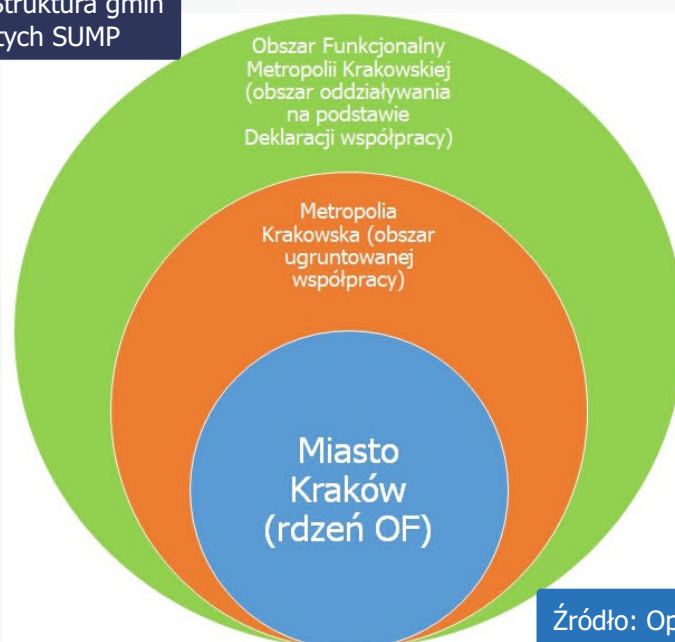 Struktura gmin
tych SUMP
Obszar Funkcjonalny
Metropolii Krakowskiej
(obszar oddziaływania
na podstawie
Deklaracji współpracy)
Metropolia
Krakowska (obszar
ugruntowanej
współpracy)
Miasto
Kraków
(rdzeń OF)
Źródło: Op